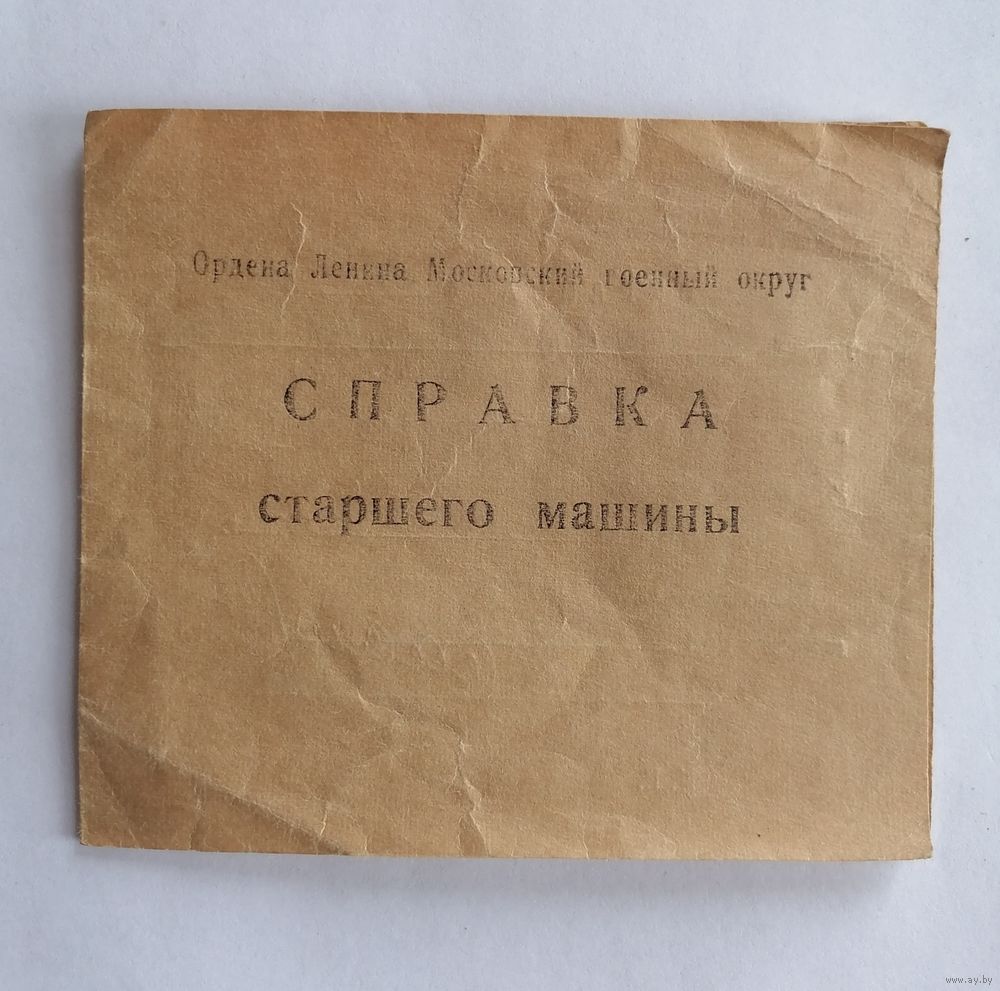 Ордена Ленина Московский военный округ
СПРАВКА
старшего машины
www.ay.by